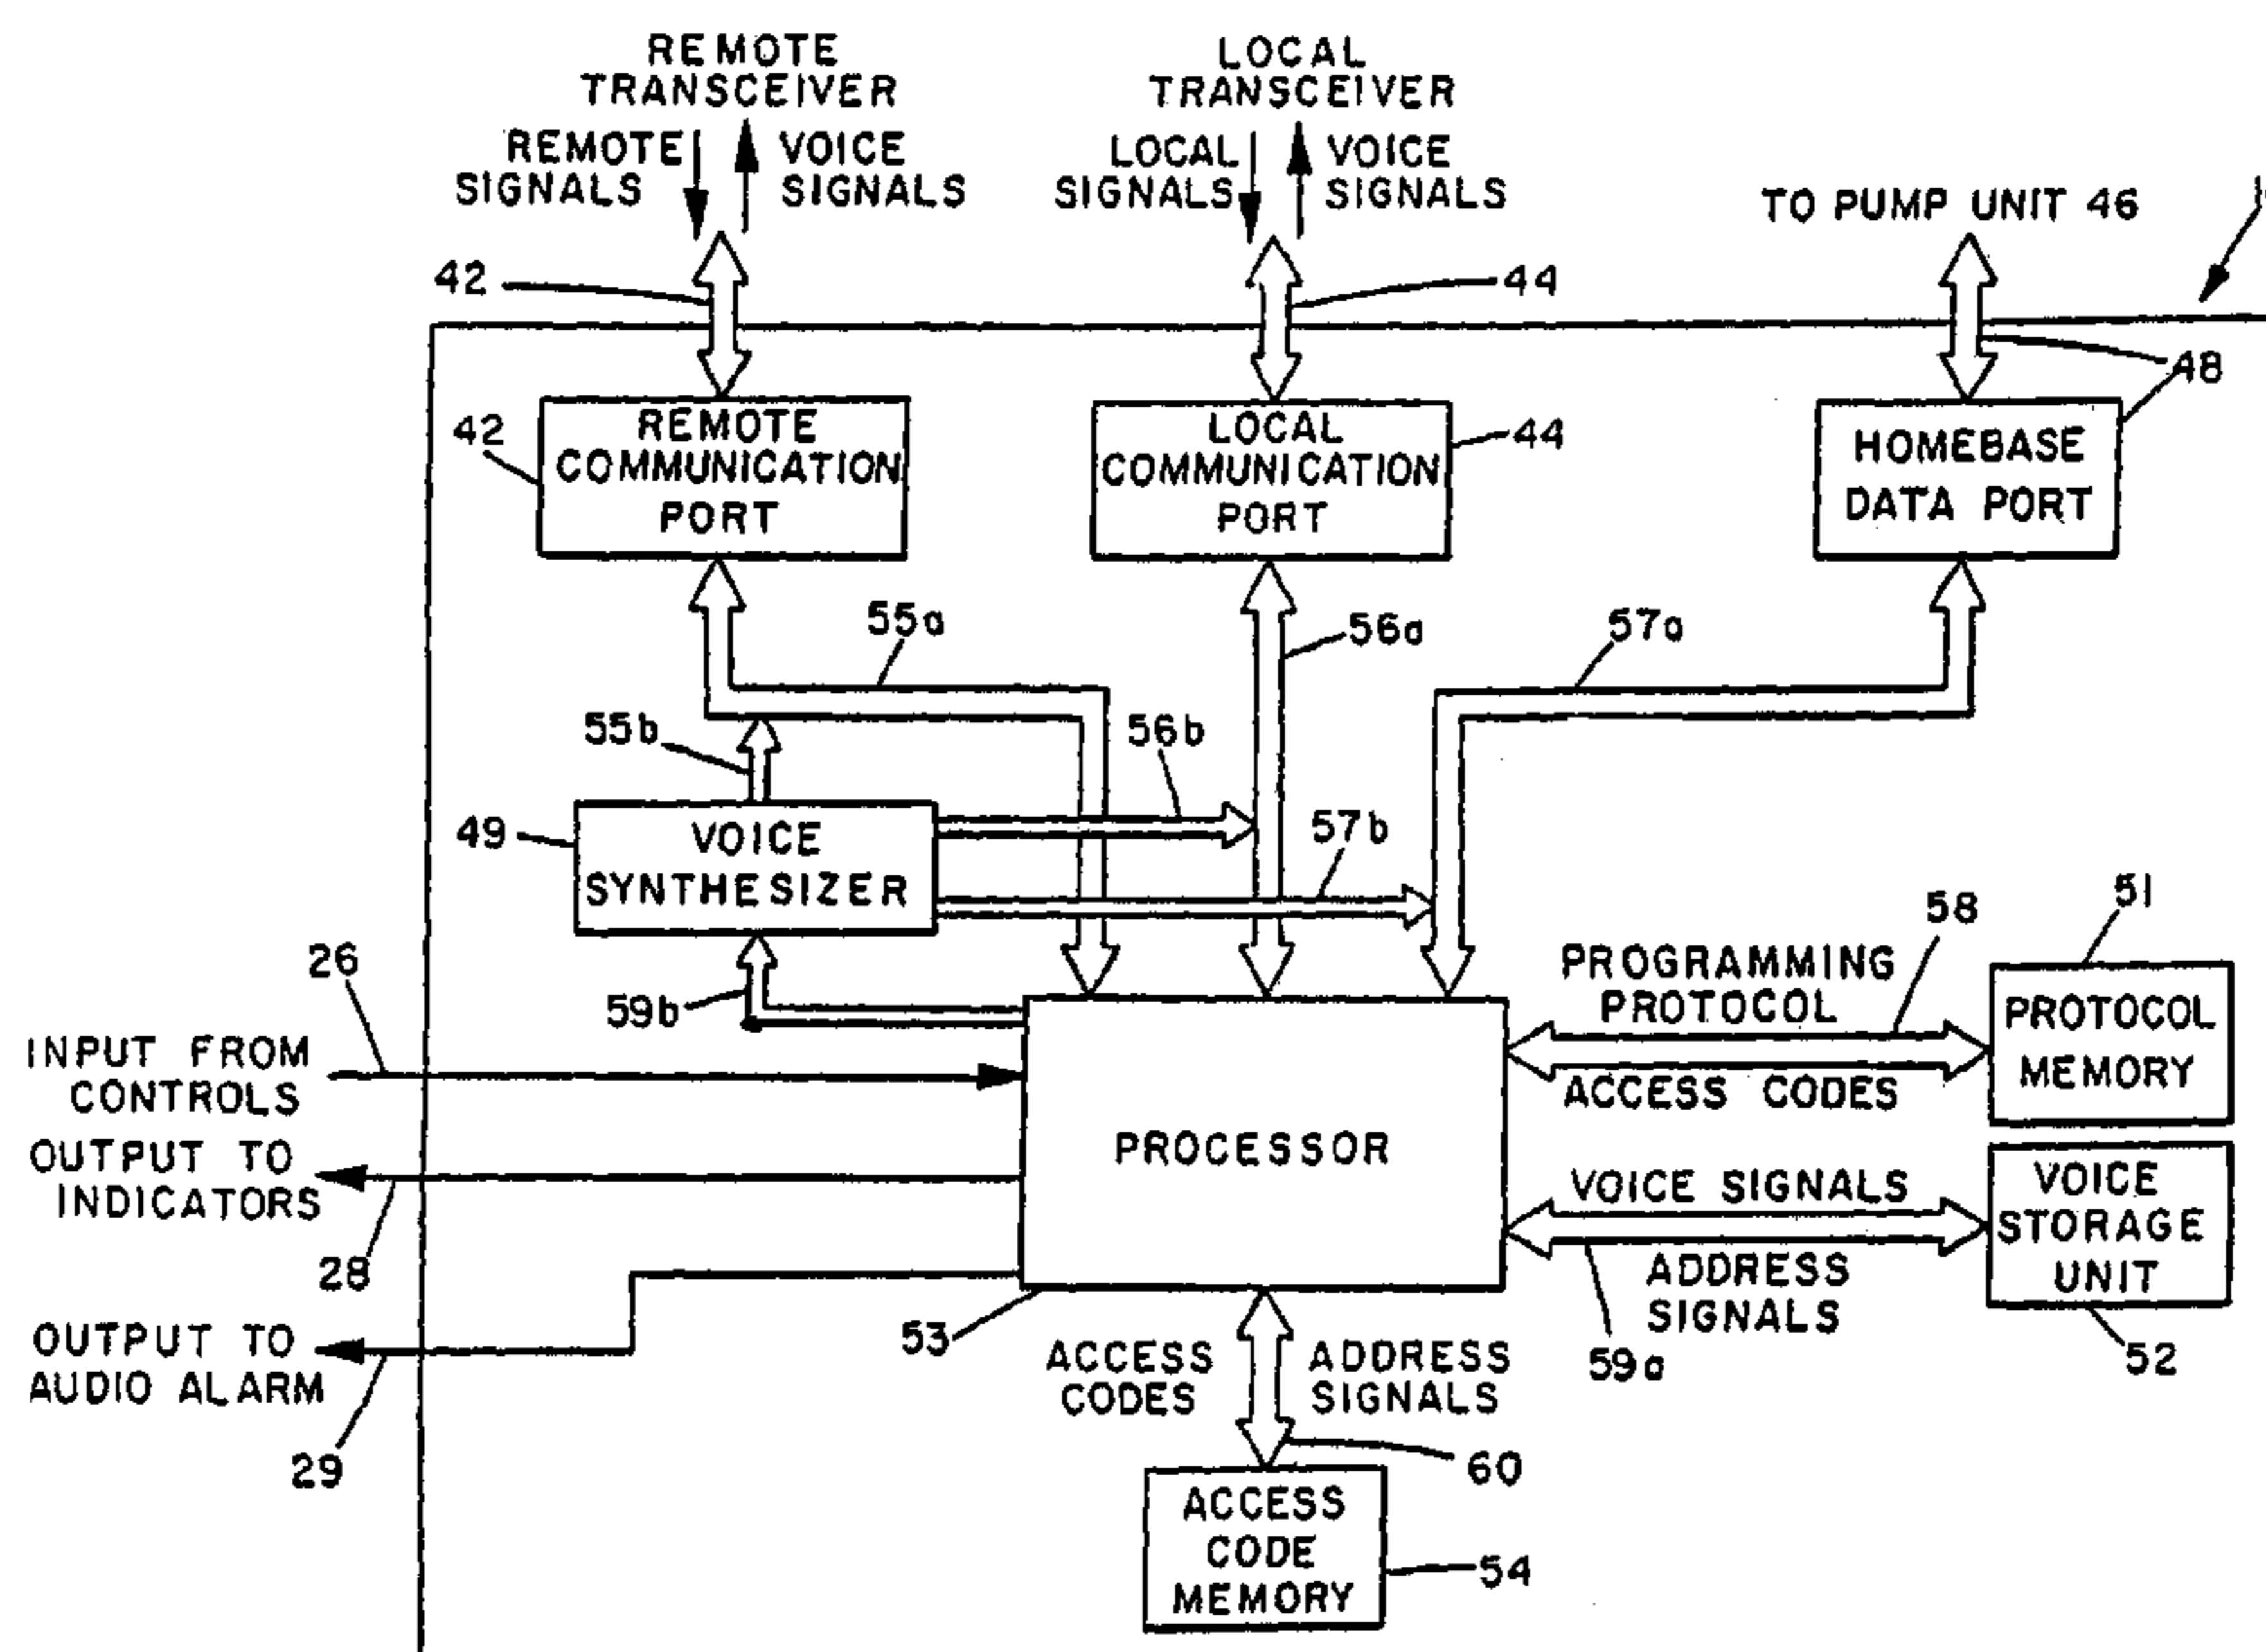 REMOTE
TRANSCEIVER
REMOTE
SIGNALS
VOICE
SIGNALS
LOCAL
TRANSCEIVER
LOCAL
SIGNALS
VOICE
SIGNALS
TO PUMP UNIT 46
42
44
48
42
REMOTE
COMMUNICATION
PORT
LOCAL
COMMUNICATION
PORT
44
HOMEBASE
DATA PORT
55a
56a
57a
55b
56b
57b
49
VOICE
SYNTHESIZER
59b
26
INPUT FROM
CONTROLS
OUTPUT TO
INDICATORS
28
OUTPUT TO
AUDIO ALARM
29
PROCESSOR
53
PROGRAMMING
PROTOCOL
58
ACCESS CODES
51
PROTOCOL
MEMORY
VOICE SIGNALS
ADDRESS
SIGNALS
59a
VOICE
STORAGE
UNIT
52
ACCESS
CODES
ADDRESS
SIGNALS
60
ACCESS
CODE
MEMORY
54